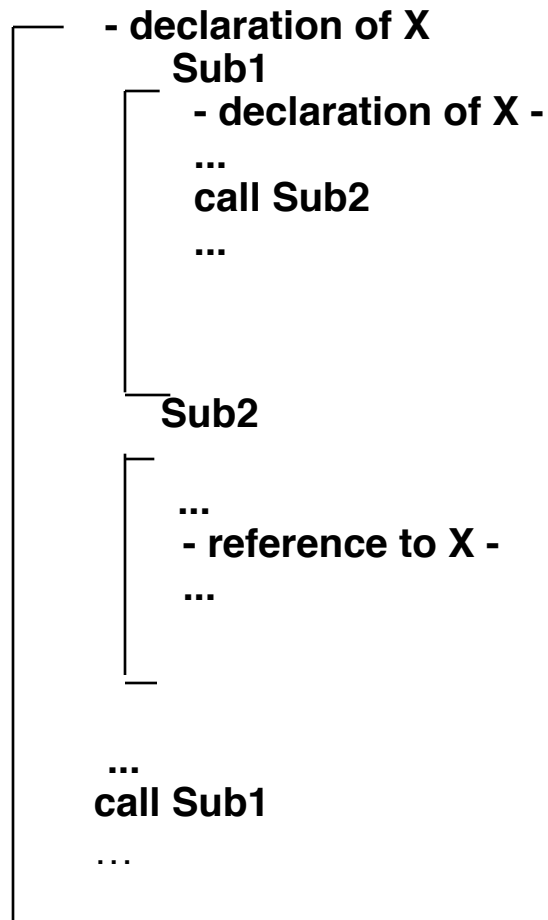 - declaration of X
Sub1
- declaration of X -
...
call Sub2
...
Sub2
...
- reference to X -
...
...
call Sub1
...